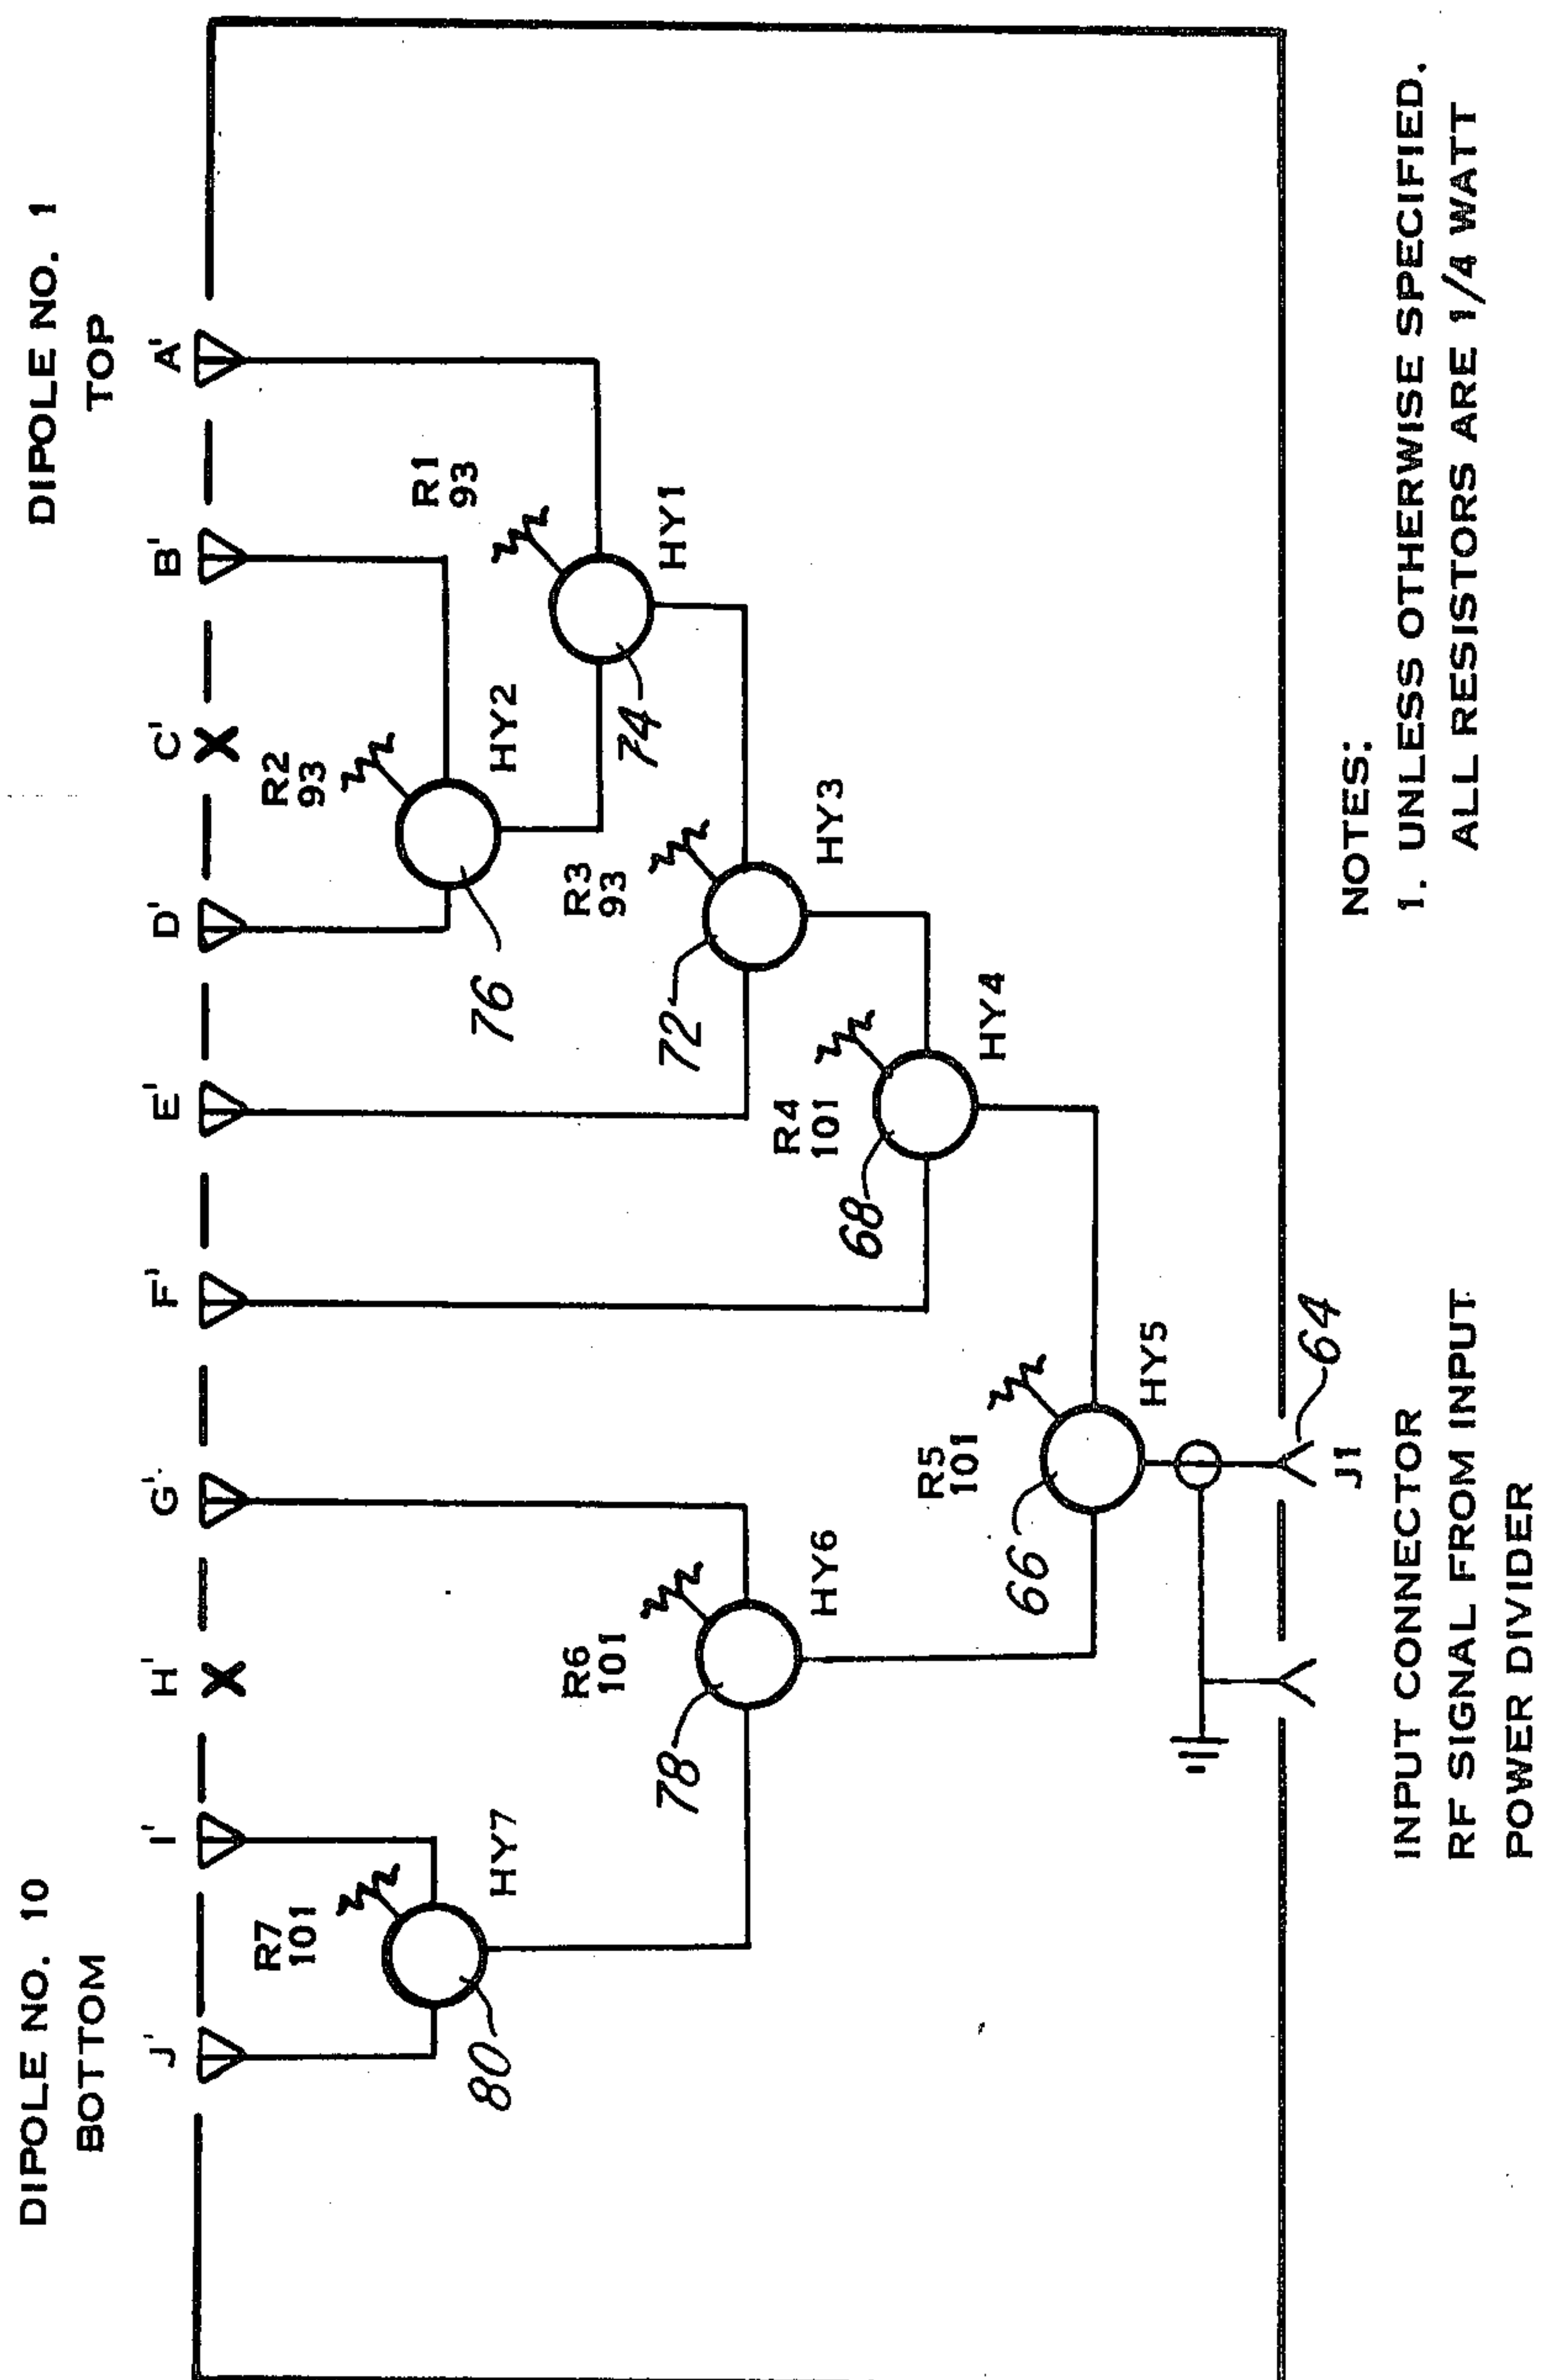 DIPOLE NO. 10
BOTTOM
DIPOLE NO. 1
TOP
J'
I'
H'
X
G'
F'
E'
D'
C'
X
B'
A'
R7
101
HY7
80
R2
93
HY2
76
R1
93
HY1
74
R6
101
HY6
78
R3
93
HY3
72
R4
101
HY4
68
R5
101
HY5
66
64
J1
INPUT CONNECTOR
RF SIGNAL FROM INPUT
POWER DIVIDER
NOTES:
1. UNLESS OTHERWISE SPECIFIED.
ALL RESISTORS ARE 1/4 WATT